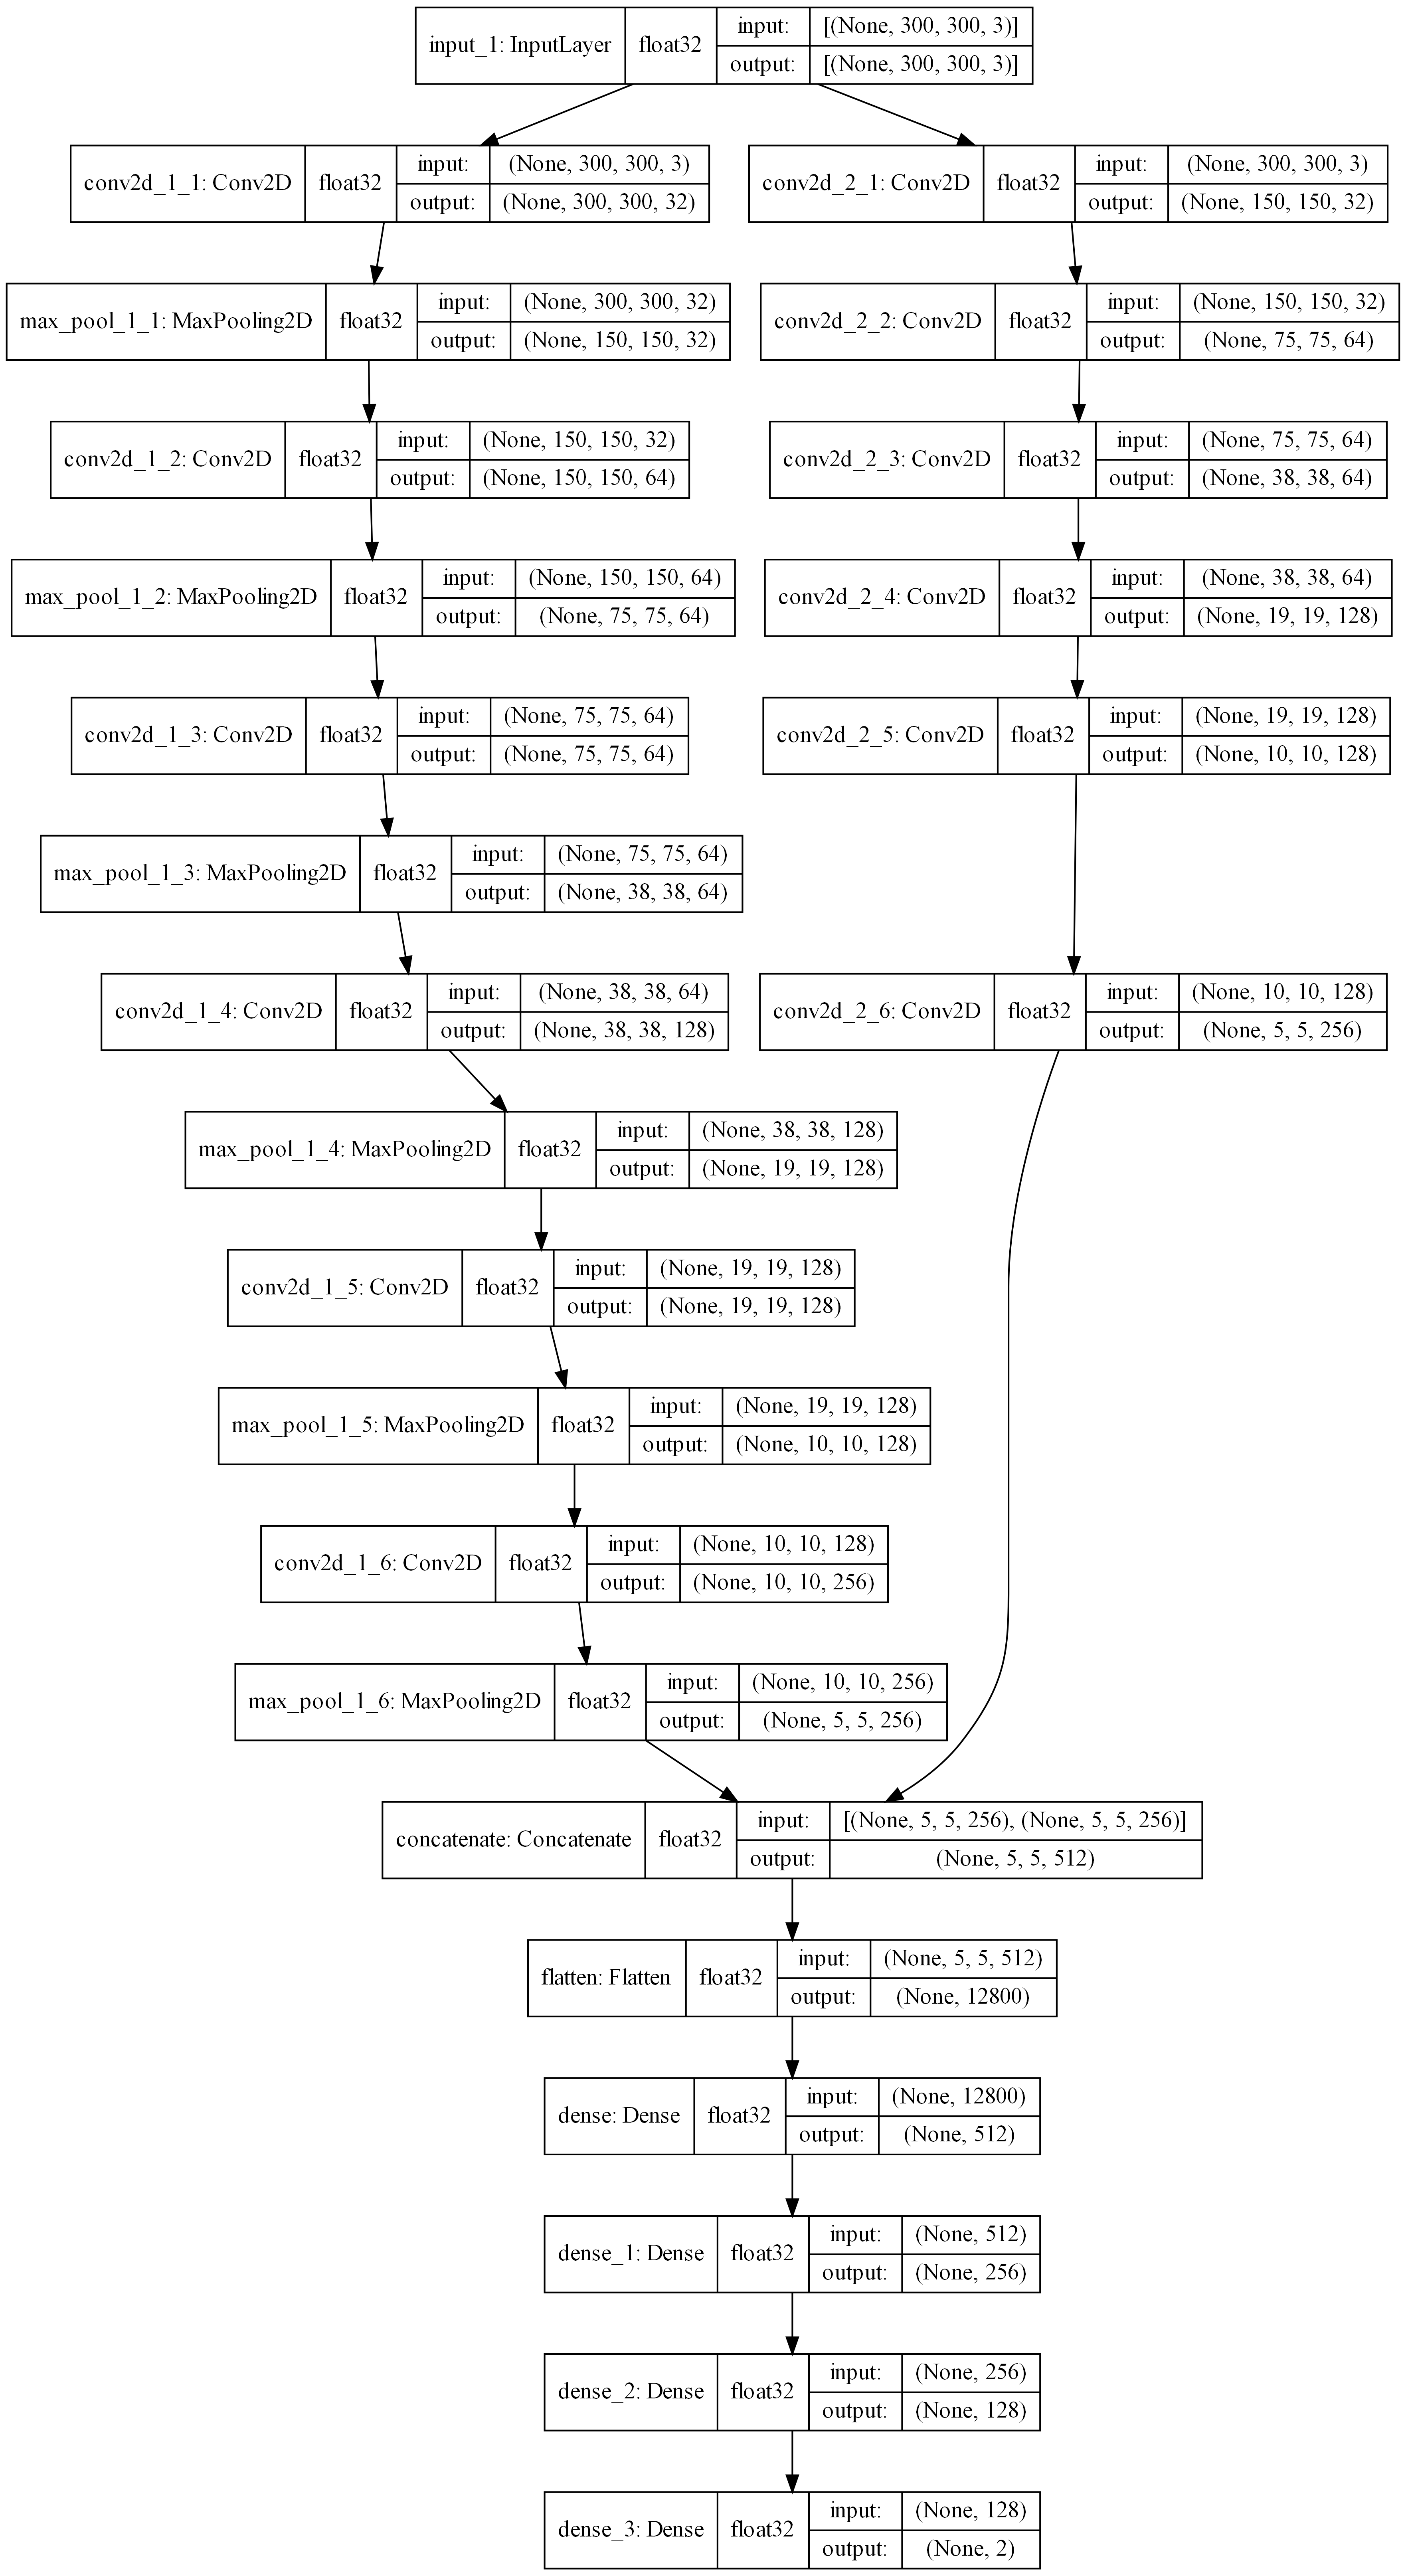 input_1: InputLayer float32 input: [(None, 300, 300, 3)]
output: [(None, 300, 300, 3)]
conv2d_1_1: Conv2D float32 input: (None, 300, 300, 3)
output: (None, 300, 300, 32)
conv2d_2_1: Conv2D float32 input: (None, 300, 300, 3)
output: (None, 150, 150, 32)
max_pool_1_1: MaxPooling2D float32 input: (None, 300, 300, 32)
output: (None, 150, 150, 32)
conv2d_2_2: Conv2D float32 input: (None, 150, 150, 32)
output: (None, 75, 75, 64)
conv2d_1_2: Conv2D float32 input: (None, 150, 150, 32)
output: (None, 150, 150, 64)
conv2d_2_3: Conv2D float32 input: (None, 75, 75, 64)
output: (None, 38, 38, 64)
max_pool_1_2: MaxPooling2D float32 input: (None, 150, 150, 64)
output: (None, 75, 75, 64)
conv2d_2_4: Conv2D float32 input: (None, 38, 38, 64)
output: (None, 19, 19, 128)
conv2d_1_3: Conv2D float32 input: (None, 75, 75, 64)
output: (None, 75, 75, 64)
conv2d_2_5: Conv2D float32 input: (None, 19, 19, 128)
output: (None, 10, 10, 128)
max_pool_1_3: MaxPooling2D float32 input: (None, 75, 75, 64)
output: (None, 38, 38, 64)
conv2d_1_4: Conv2D float32 input: (None, 38, 38, 64)
output: (None, 38, 38, 128)
conv2d_2_6: Conv2D float32 input: (None, 10, 10, 128)
output: (None, 5, 5, 256)
max_pool_1_4: MaxPooling2D float32 input: (None, 38, 38, 128)
output: (None, 19, 19, 128)
conv2d_1_5: Conv2D float32 input: (None, 19, 19, 128)
output: (None, 19, 19, 128)
max_pool_1_5: MaxPooling2D float32 input: (None, 19, 19, 128)
output: (None, 10, 10, 128)
conv2d_1_6: Conv2D float32 input: (None, 10, 10, 128)
output: (None, 10, 10, 256)
max_pool_1_6: MaxPooling2D float32 input: (None, 10, 10, 256)
output: (None, 5, 5, 256)
concatenate: Concatenate float32 input: [(None, 5, 5, 256), (None, 5, 5, 256)]
output: (None, 5, 5, 512)
flatten: Flatten float32 input: (None, 5, 5, 512)
output: (None, 12800)
dense: Dense float32 input: (None, 12800)
output: (None, 512)
dense_1: Dense float32 input: (None, 512)
output: (None, 256)
dense_2: Dense float32 input: (None, 256)
output: (None, 128)
dense_3: Dense float32 input: (None, 128)
output: (None, 2)